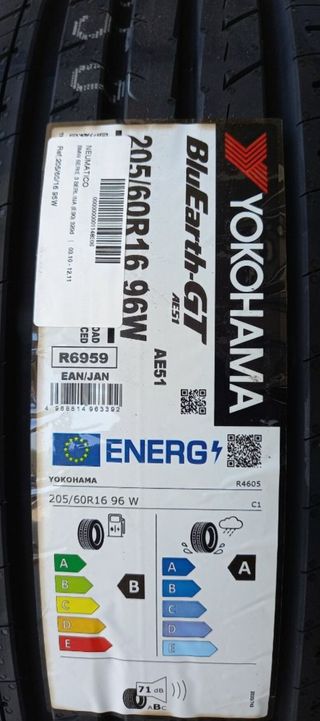 YOKOHAMA
BluEarth-GT
AE51
205/60R16 96W
AE51
NEUMATICO
Ref. 205/60/16 96W
R6959
EAN/JAN
4 968814 963392
ENERG
YOKOHAMA
R4605
205/60R16 96 W
C1
A
B
C
D
E
B
A
B
C
D
E
A
71 dB
ABC